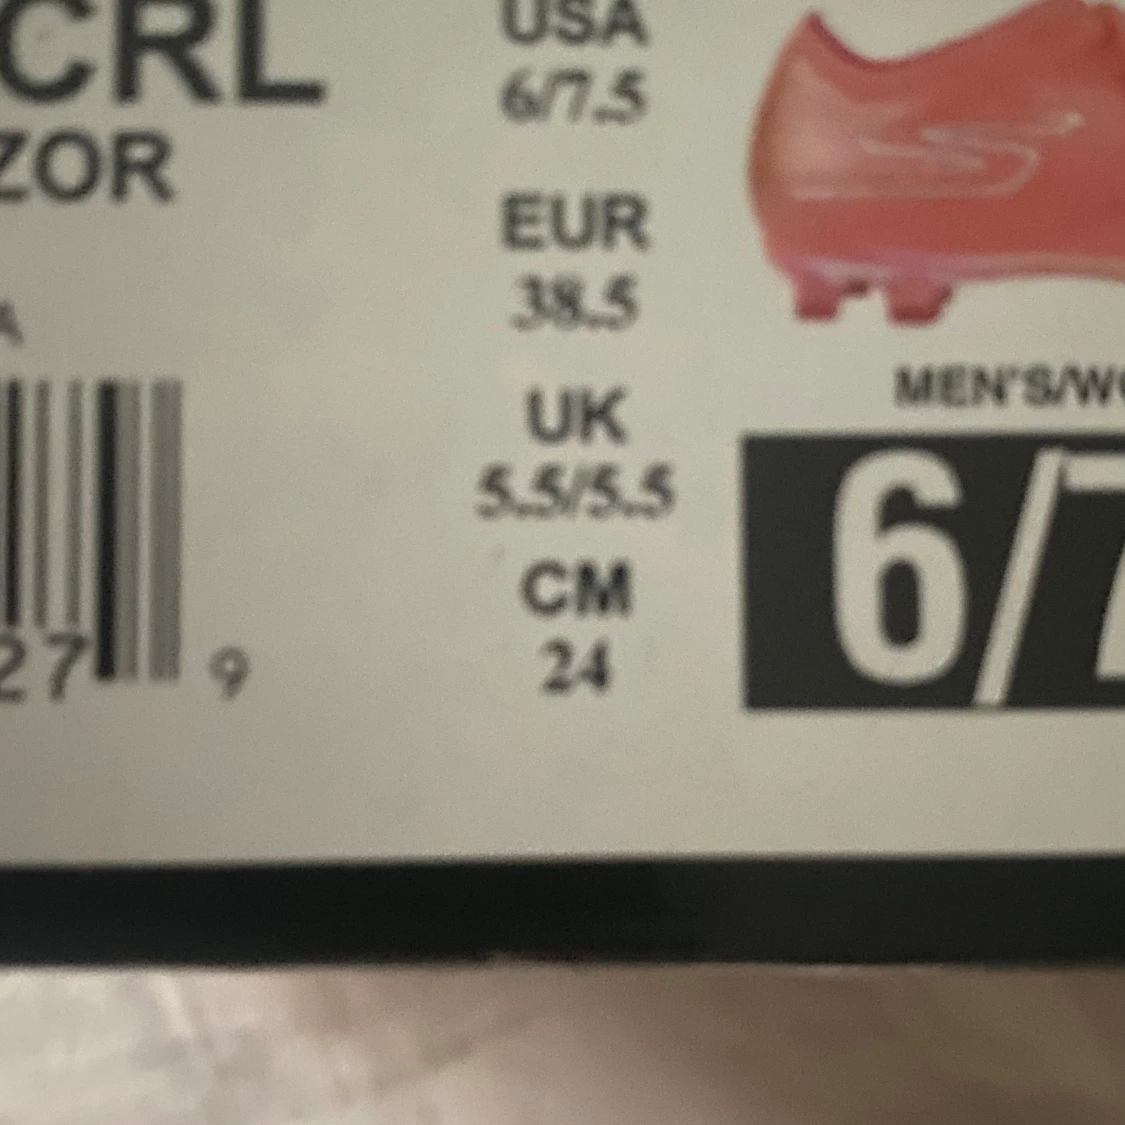 CRL
ZOR
A
27 9
USA
6/7.5
EUR
38.5
UK
5.5/5.5
CM
24
MEN'S/WO
6/7